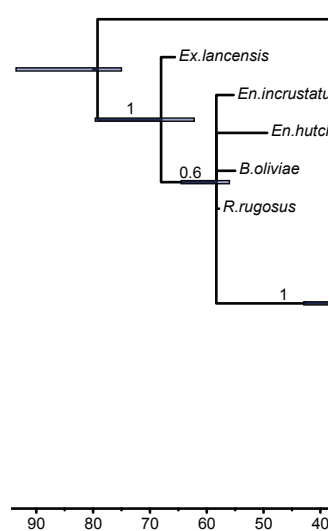 Ex.lancensis
En.incrustatu
1
En.hutch
0.6
B.oliviae
R.rugosus
1
90 80 70 60 50 40